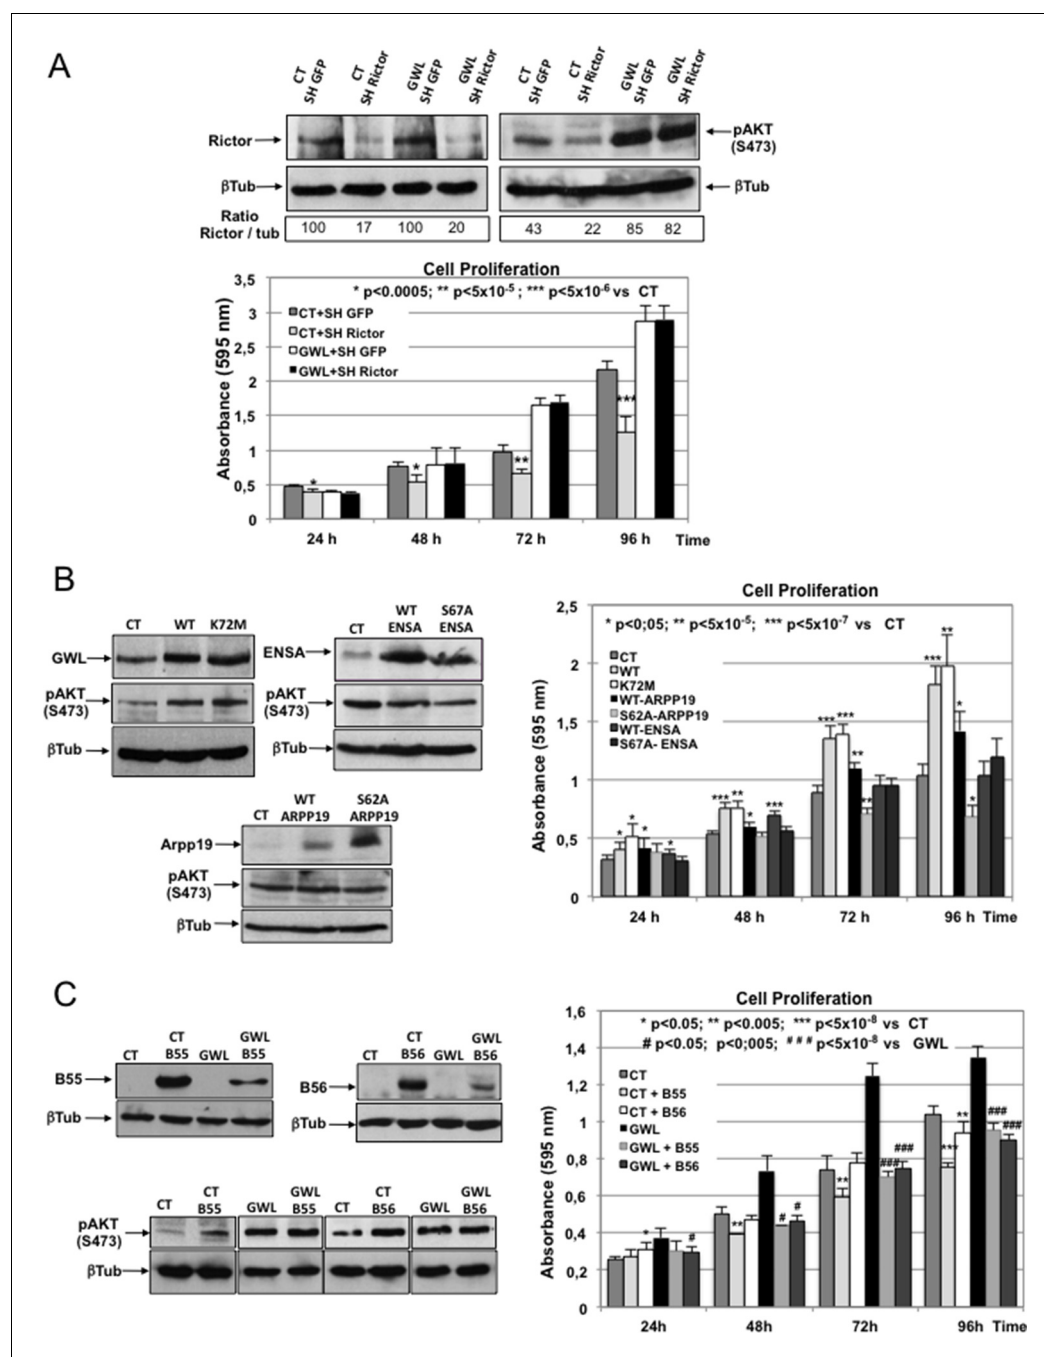 A
CT SH GFP
CT SH Rictor
GWL SH GFP
GWL SH Rictor
CT SH GFP
CT SH Rictor
GWL SH GFP
GWL SH Rictor
Rictor
pAKT (S473)
βTub
βTub
Ratio Rictor / tub
100 17 100 20
43 22 85 82
Cell Proliferation
* p<0.0005; ** p<5x10-5 ; *** p<5x10-6 vs CT
Absorbance (595 nm)
3,5
3
2,5
2
1,5
1
0,5
0
CT+SH GFP
CT+SH Rictor
GWL+SH GFP
GWL+SH Rictor
* * ** ***
24 h 48 h 72 h 96 h Time
B
CT WT K72M
GWL
pAKT (S473)
βTub
CT WT ENSA S67A ENSA
ENSA
pAKT (S473)
βTub
CT WT ARPP19 S62A ARPP19
Arpp19
pAKT (S473)
βTub
Cell Proliferation
* p<0;05; ** p<5x10-5; *** p<5x10-7 vs CT
Absorbance (595 nm)
2,5
2
1,5
1
0,5
0
CT
WT
K72M
WT-ARPP19
S62A-ARPP19
WT-ENSA
S67A- ENSA
* * * *
*** ** * ***
*** *** ** **
*** ** * *
24 h 48 h 72 h 96 h Time
C
CT CT B55 GWL GWL B55
B55
βTub
CT CT B56 GWL GWL B56
B56
βTub
CT CT B55 GWL GWL B55 CT CT B56 GWL GWL B56
pAKT (S473)
βTub
Cell Proliferation
* p<0.05; ** p<0.005; *** p<5x10-8 vs CT
# p<0.05; p<0;005; ### p<5x10-8 vs GWL
Absorbance (595 nm)
1,6
1,4
1,2
1
0,8
0,6
0,4
0,2
0
CT
CT + B55
CT + B56
GWL
GWL + B55
GWL + B56
* #
** # #
** ### ###
*** ** ### ###
24h 48h 72h 96h Time